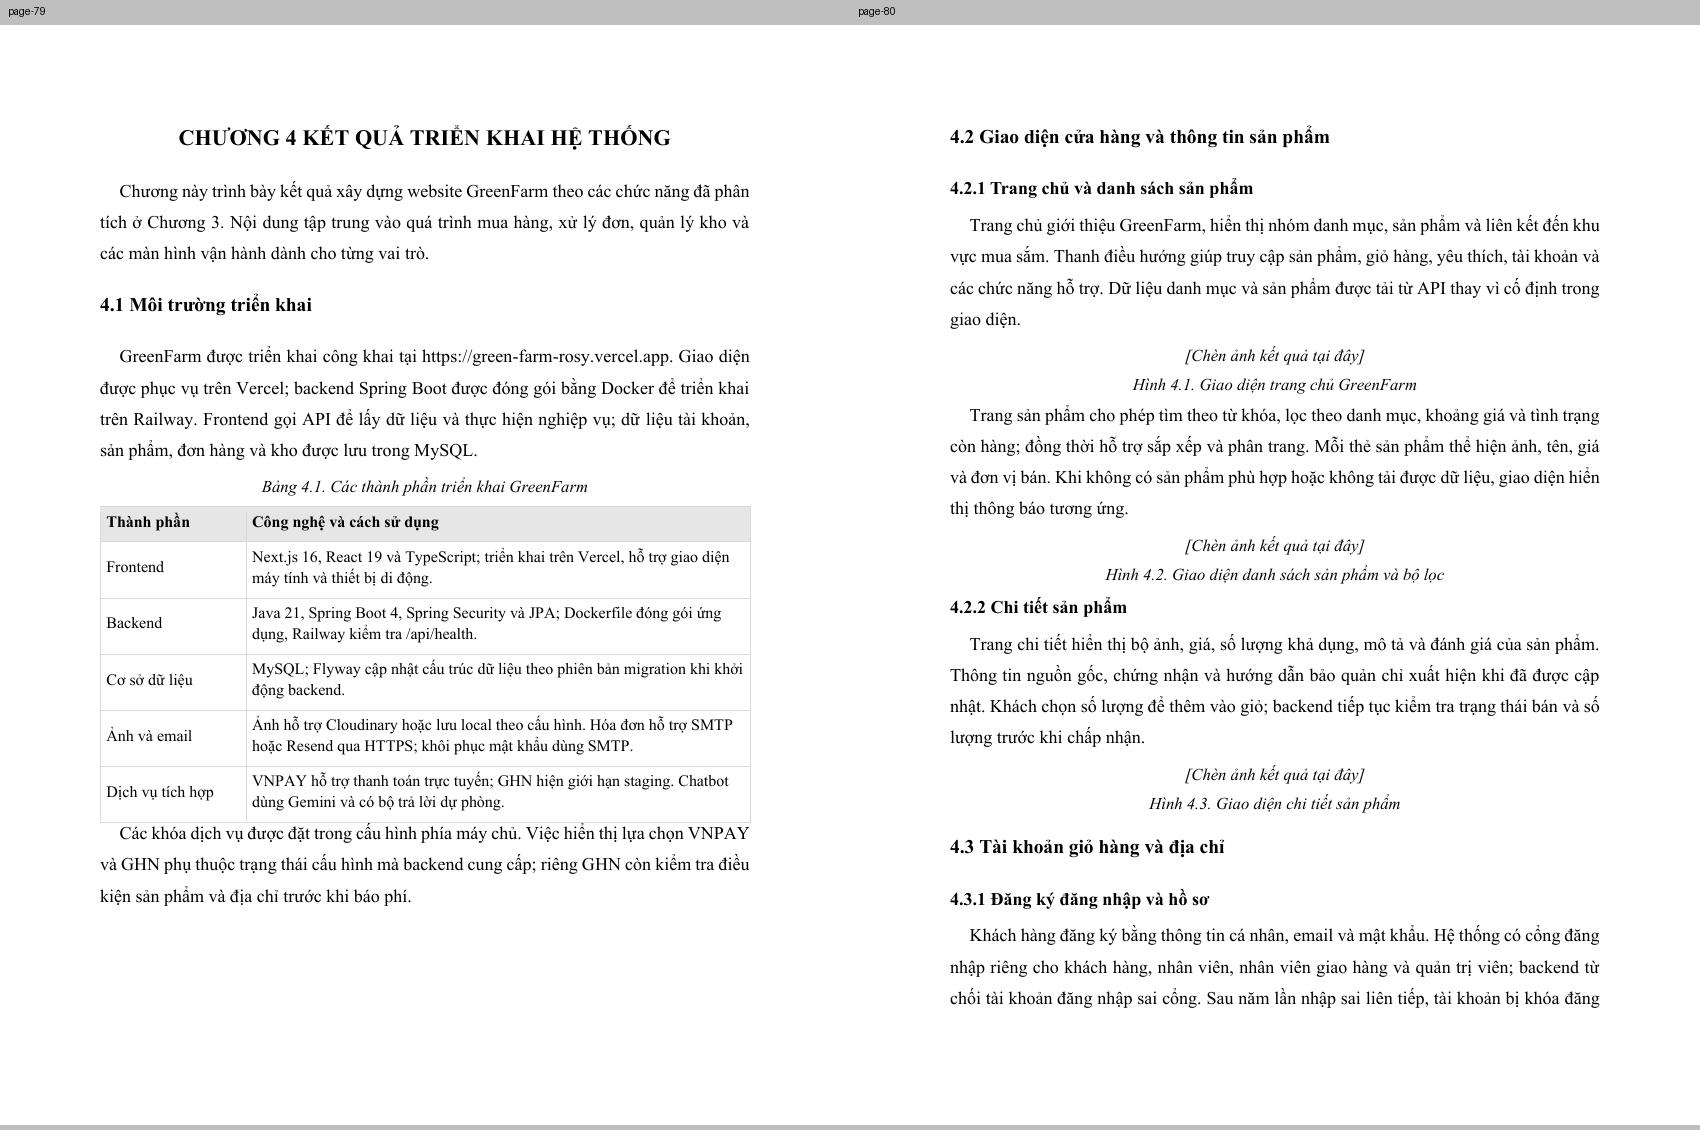 page-79
CHƯƠNG 4 KẾT QUẢ TRIỂN KHAI HỆ THỐNG
Chương này trình bày kết quả xây dựng website GreenFarm theo các chức năng đã phân
tích ở Chương 3. Nội dung tập trung vào quá trình mua hàng, xử lý đơn, quản lý kho và
các màn hình vận hành dành cho từng vai trò.
4.1 Môi trường triển khai
GreenFarm được triển khai công khai tại https://green-farm-rosy.vercel.app. Giao diện
được phục vụ trên Vercel; backend Spring Boot được đóng gói bằng Docker để triển khai
trên Railway. Frontend gọi API để lấy dữ liệu và thực hiện nghiệp vụ; dữ liệu tài khoản,
sản phẩm, đơn hàng và kho được lưu trong MySQL.
Bảng 4.1. Các thành phần triển khai GreenFarm
Thành phần Công nghệ và cách sử dụng
Frontend
Next.js 16, React 19 và TypeScript; triển khai trên Vercel, hỗ trợ giao diện
máy tính và thiết bị di động.
Backend
Java 21, Spring Boot 4, Spring Security và JPA; Dockerfile đóng gói ứng
dụng, Railway kiểm tra /api/health.
Cơ sở dữ liệu
MySQL; Flyway cập nhật cấu trúc dữ liệu theo phiên bản migration khi khởi
động backend.
Ảnh và email
Ảnh hỗ trợ Cloudinary hoặc lưu local theo cấu hình. Hóa đơn hỗ trợ SMTP
hoặc Resend qua HTTPS; khôi phục mật khẩu dùng SMTP.
Dịch vụ tích hợp
VNPAY hỗ trợ thanh toán trực tuyến; GHN hiện giới hạn staging. Chatbot
dùng Gemini và có bộ trả lời dự phòng.
Các khóa dịch vụ được đặt trong cấu hình phía máy chủ. Việc hiển thị lựa chọn VNPAY
và GHN phụ thuộc trạng thái cấu hình mà backend cung cấp; riêng GHN còn kiểm tra điều
kiện sản phẩm và địa chỉ trước khi báo phí.
page-80
4.2 Giao diện cửa hàng và thông tin sản phẩm
4.2.1 Trang chủ và danh sách sản phẩm
Trang chủ giới thiệu GreenFarm, hiển thị nhóm danh mục, sản phẩm và liên kết đến khu
vực mua sắm. Thanh điều hướng giúp truy cập sản phẩm, giỏ hàng, yêu thích, tài khoản và
các chức năng hỗ trợ. Dữ liệu danh mục và sản phẩm được tải từ API thay vì cố định trong
giao diện.
[Chèn ảnh kết quả tại đây]
Hình 4.1. Giao diện trang chủ GreenFarm
Trang sản phẩm cho phép tìm theo từ khóa, lọc theo danh mục, khoảng giá và tình trạng
còn hàng; đồng thời hỗ trợ sắp xếp và phân trang. Mỗi thẻ sản phẩm thể hiện ảnh, tên, giá
và đơn vị bán. Khi không có sản phẩm phù hợp hoặc không tải được dữ liệu, giao diện hiển
thị thông báo tương ứng.
[Chèn ảnh kết quả tại đây]
Hình 4.2. Giao diện danh sách sản phẩm và bộ lọc
4.2.2 Chi tiết sản phẩm
Trang chi tiết hiển thị bộ ảnh, giá, số lượng khả dụng, mô tả và đánh giá của sản phẩm.
Thông tin nguồn gốc, chứng nhận và hướng dẫn bảo quản chỉ xuất hiện khi đã được cập
nhật. Khách chọn số lượng để thêm vào giỏ; backend tiếp tục kiểm tra trạng thái bán và số
lượng trước khi chấp nhận.
[Chèn ảnh kết quả tại đây]
Hình 4.3. Giao diện chi tiết sản phẩm
4.3 Tài khoản giỏ hàng và địa chỉ
4.3.1 Đăng ký đăng nhập và hồ sơ
Khách hàng đăng ký bằng thông tin cá nhân, email và mật khẩu. Hệ thống có cổng đăng
nhập riêng cho khách hàng, nhân viên, nhân viên giao hàng và quản trị viên; backend từ
chối tài khoản đăng nhập sai cổng. Sau năm lần nhập sai liên tiếp, tài khoản bị khóa đăng